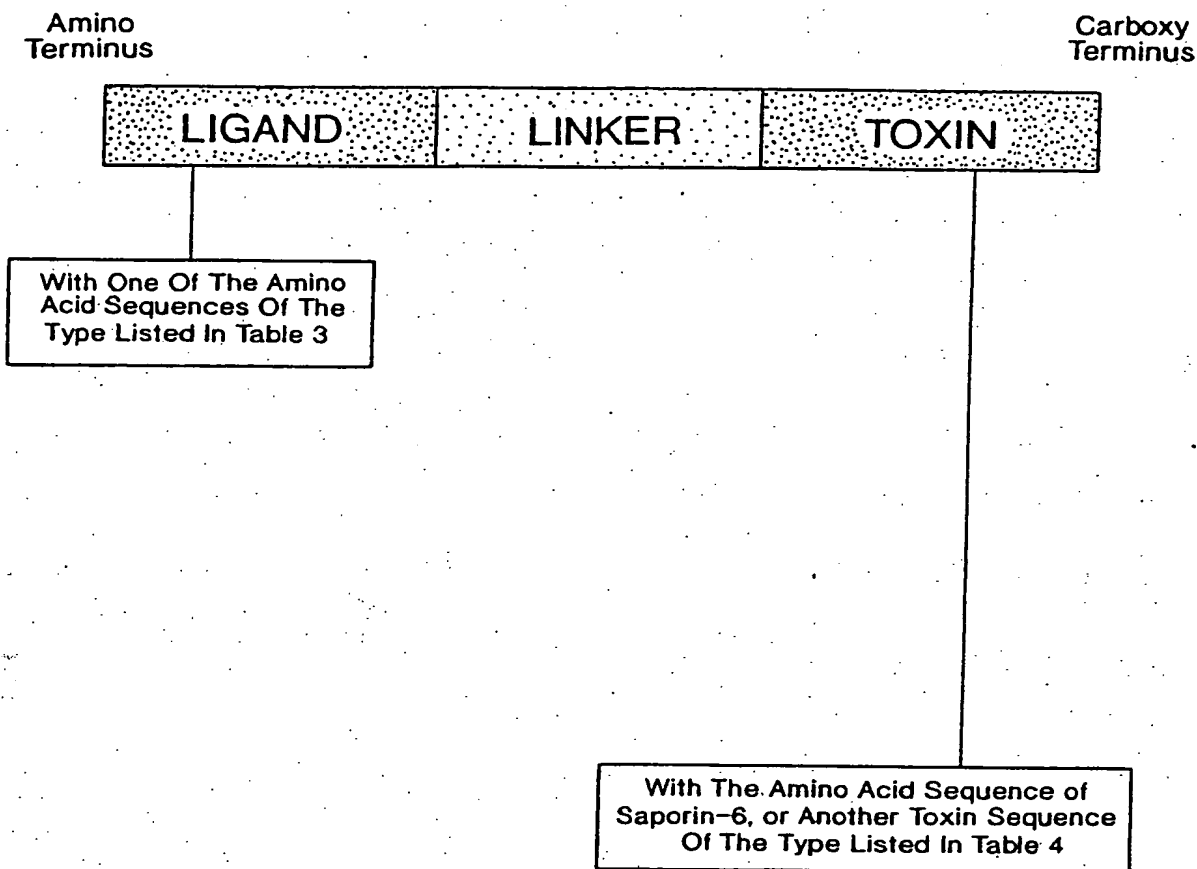 Amino
Terminus
Carboxy
Terminus
LIGAND
LINKER
TOXIN
With One Of The Amino
Acid Sequences Of The
Type Listed In Table 3
With The Amino Acid Sequence of
Saporin-6, or Another Toxin Sequence
Of The Type Listed In Table 4